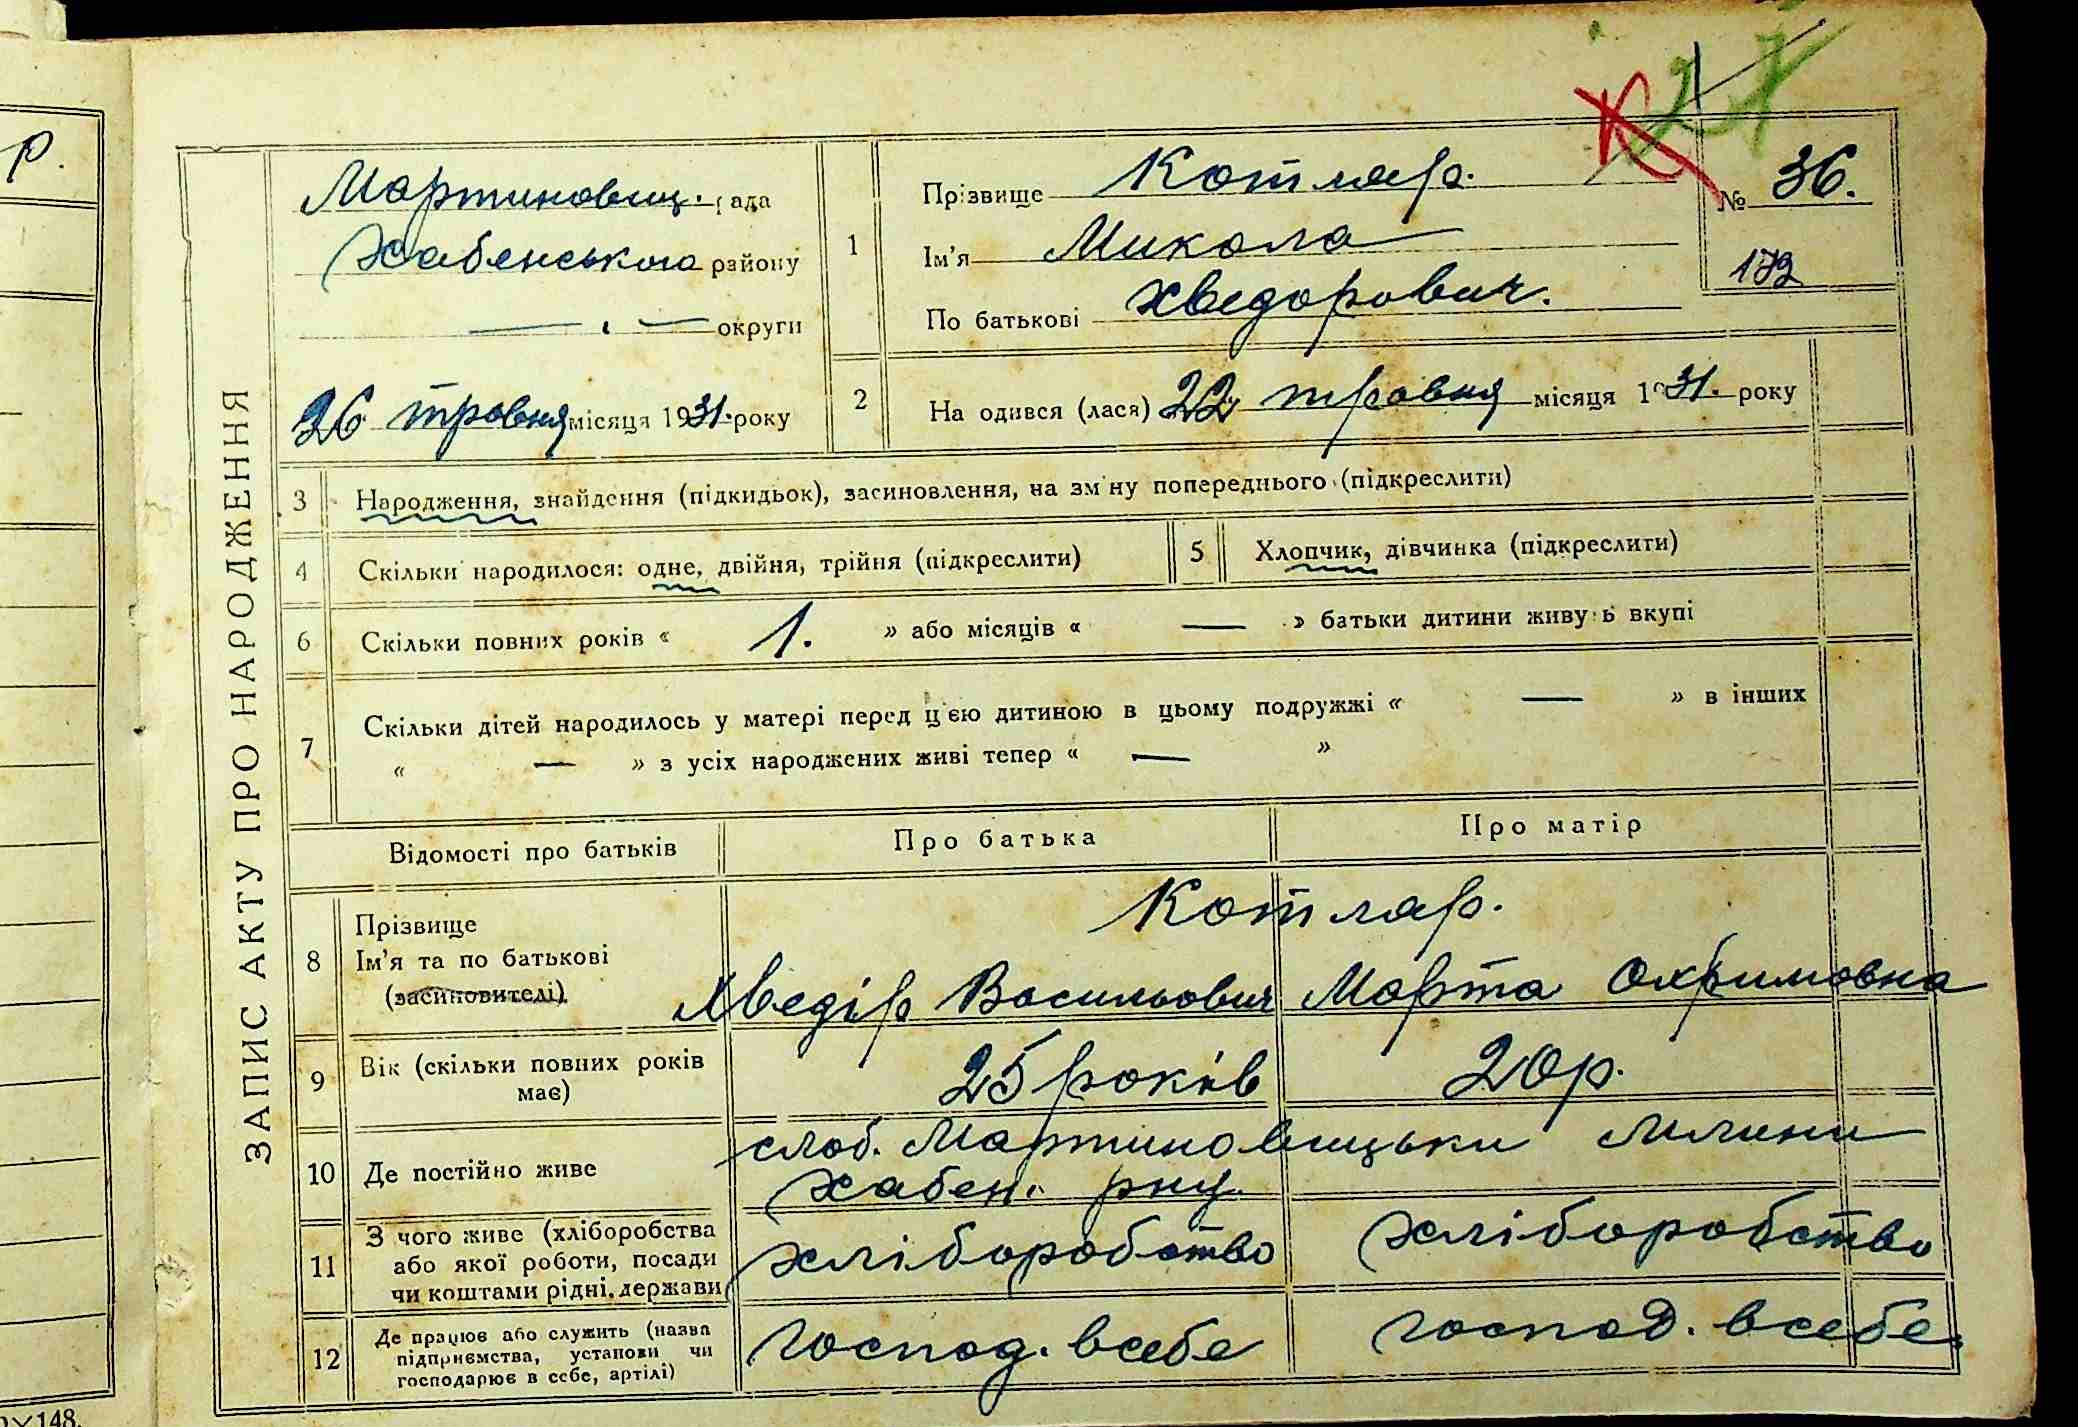 р.
ЗАПИС АКТУ ПРО НАРОДЖЕННЯ
Мартиновиц. рада
Хабенського району
— . — округи
26 травня місяця 1931. року
1
Прізвище Котляр.
Ім'я Микола
По батькові Хведорович.
№ 36.
172
2 На одився (лася) 22 травня місяця 1931. року
3 Народження, знайдення (підкидьок), засиновлення, на зм ну попереднього (підкреслити)
4 Скільки народилося: одне, двійня, трійня (підкреслити)
5 Хлопчик, дівчинка (підкреслити)
6 Скільки повних років « 1. » або місяців « — » батьки дитини живу ь вкупі
7 Скільки дітей народилось у матері перед цією дитиною в цьому подружжі « — » в інших
« — » з усіх народжених живі тепер « — »
Відомості про батьків Про батька Про матір
8 Прізвище
Ім'я та по батькові
(засиновителі)
Котляр.
Хведір Васильович Марта Охримовна
9 Вік (скільки повних років
має)
25 років 20 р.
10 Де постійно живе
слоб. Мартиновицьки Млини
Хабен. рну.
11 З чого живе (хліборобства
або якої роботи, посади
чи коштами рідні, держави
хліборобство хліборобство
12 Де працює або служить (назва
підприємства, установи чи
господарює в себе, артілі)
господ. всебе господ. всебе.
148.